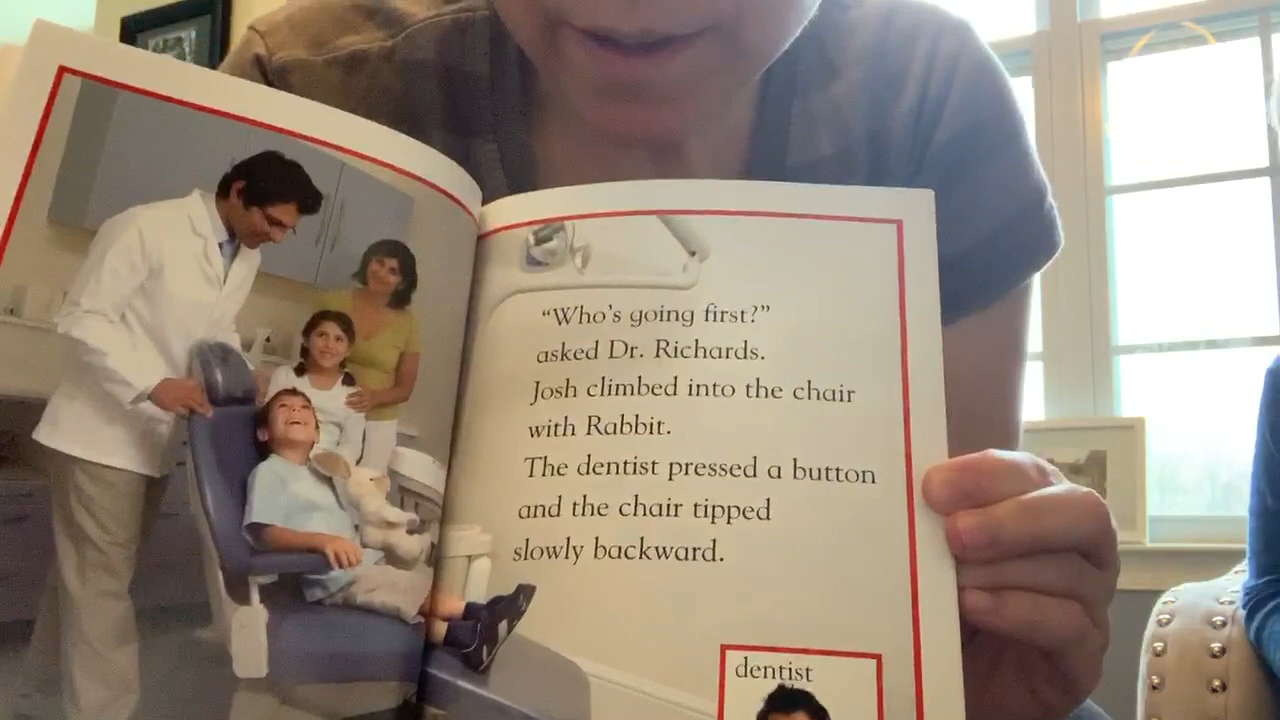 “Who’s going first?”
asked Dr. Richards.
Josh climbed into the chair
with Rabbit.
The dentist pressed a button
and the chair tipped
slowly backward.
dentist